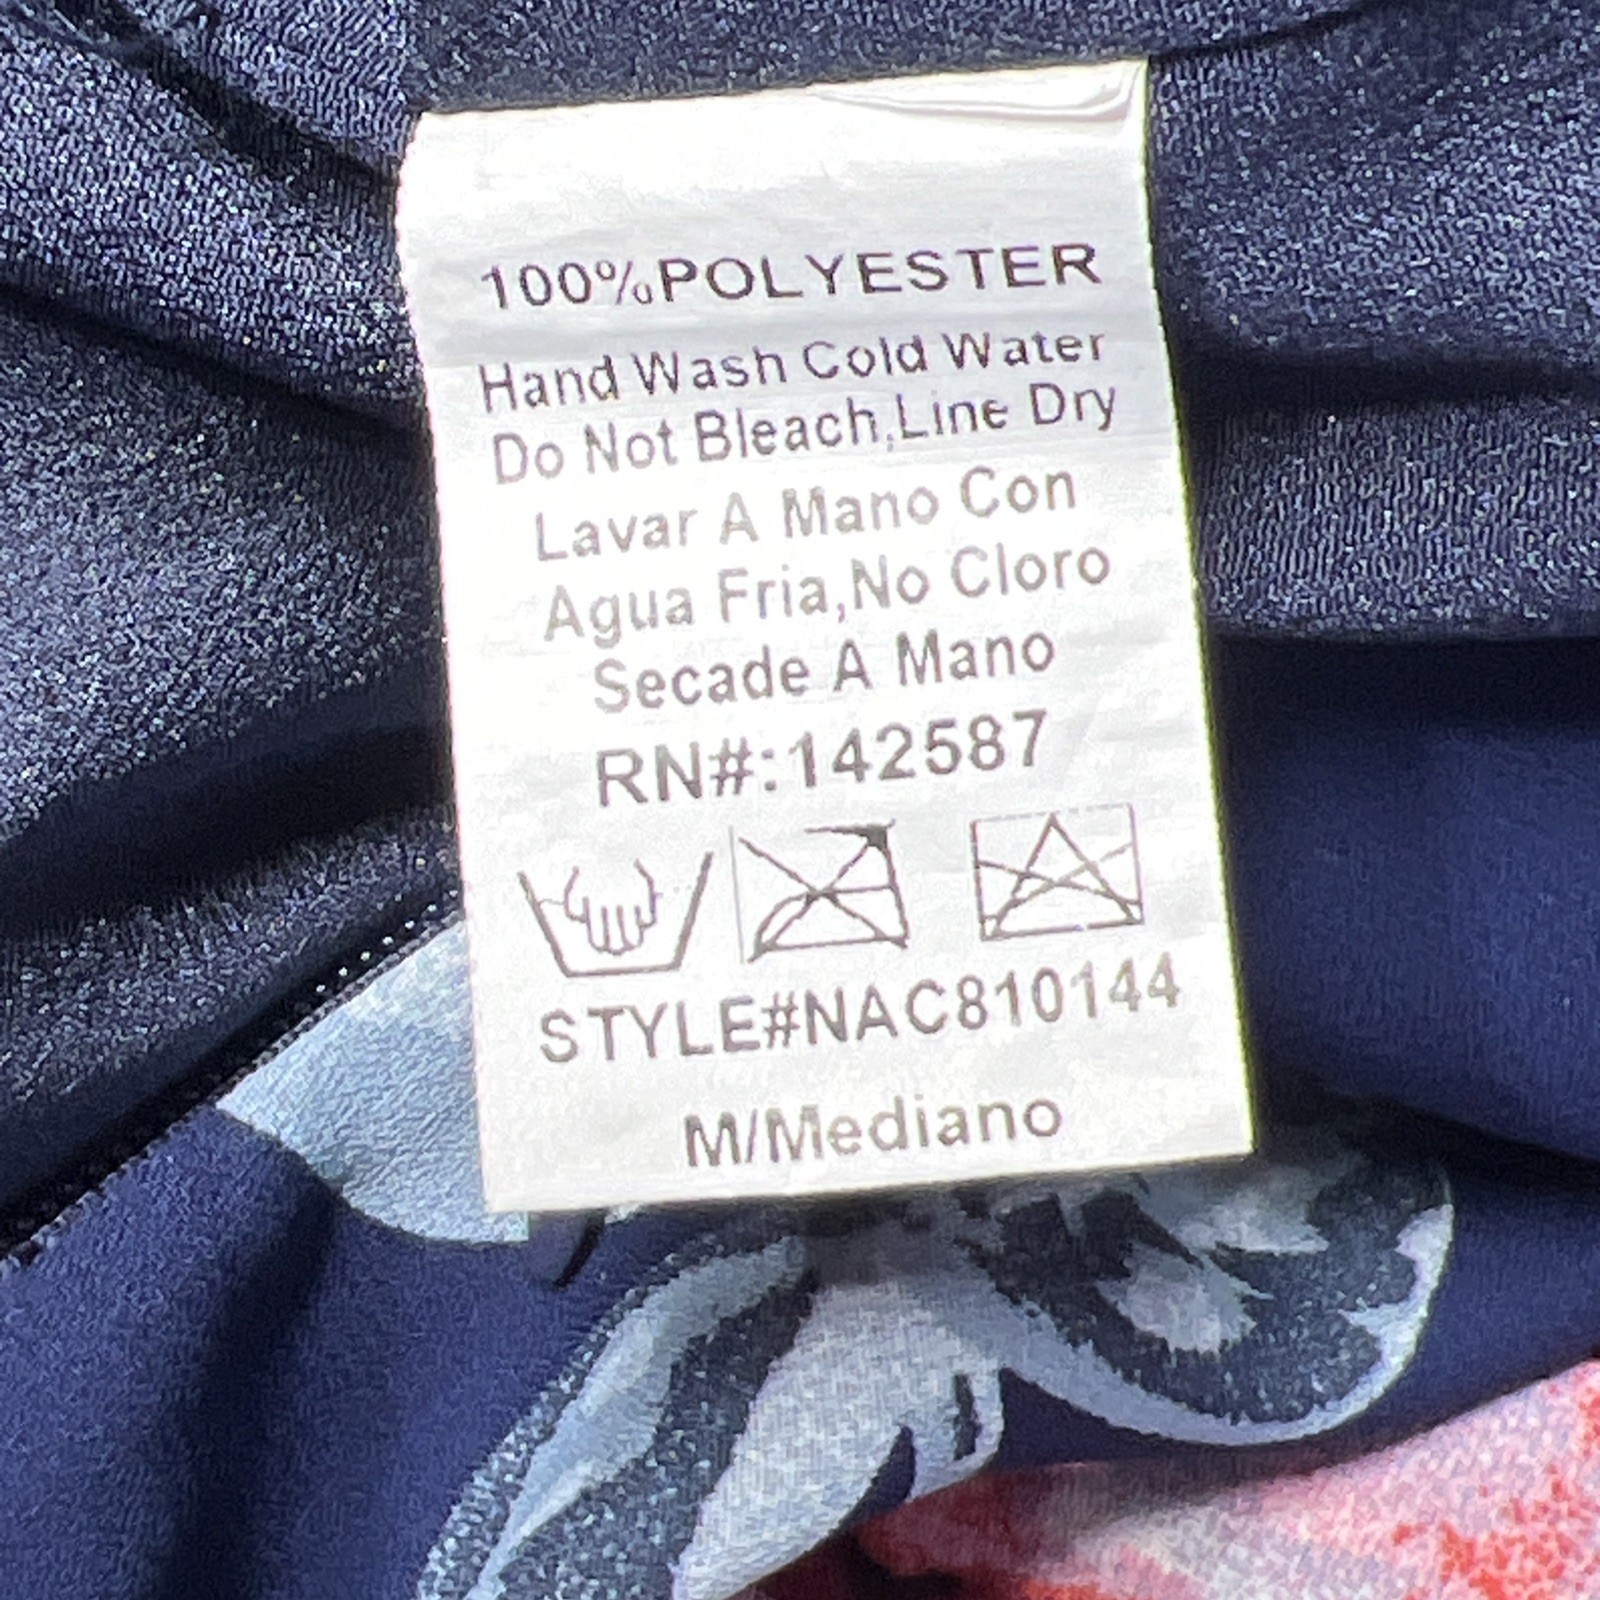 100%POLYESTER
Hand Wash Cold Water
Do Not Bleach,Line Dry
Lavar A Mano Con
Agua Fria,No Cloro
Secade A Mano
RN#:142587
STYLE#NAC810144
M/Mediano